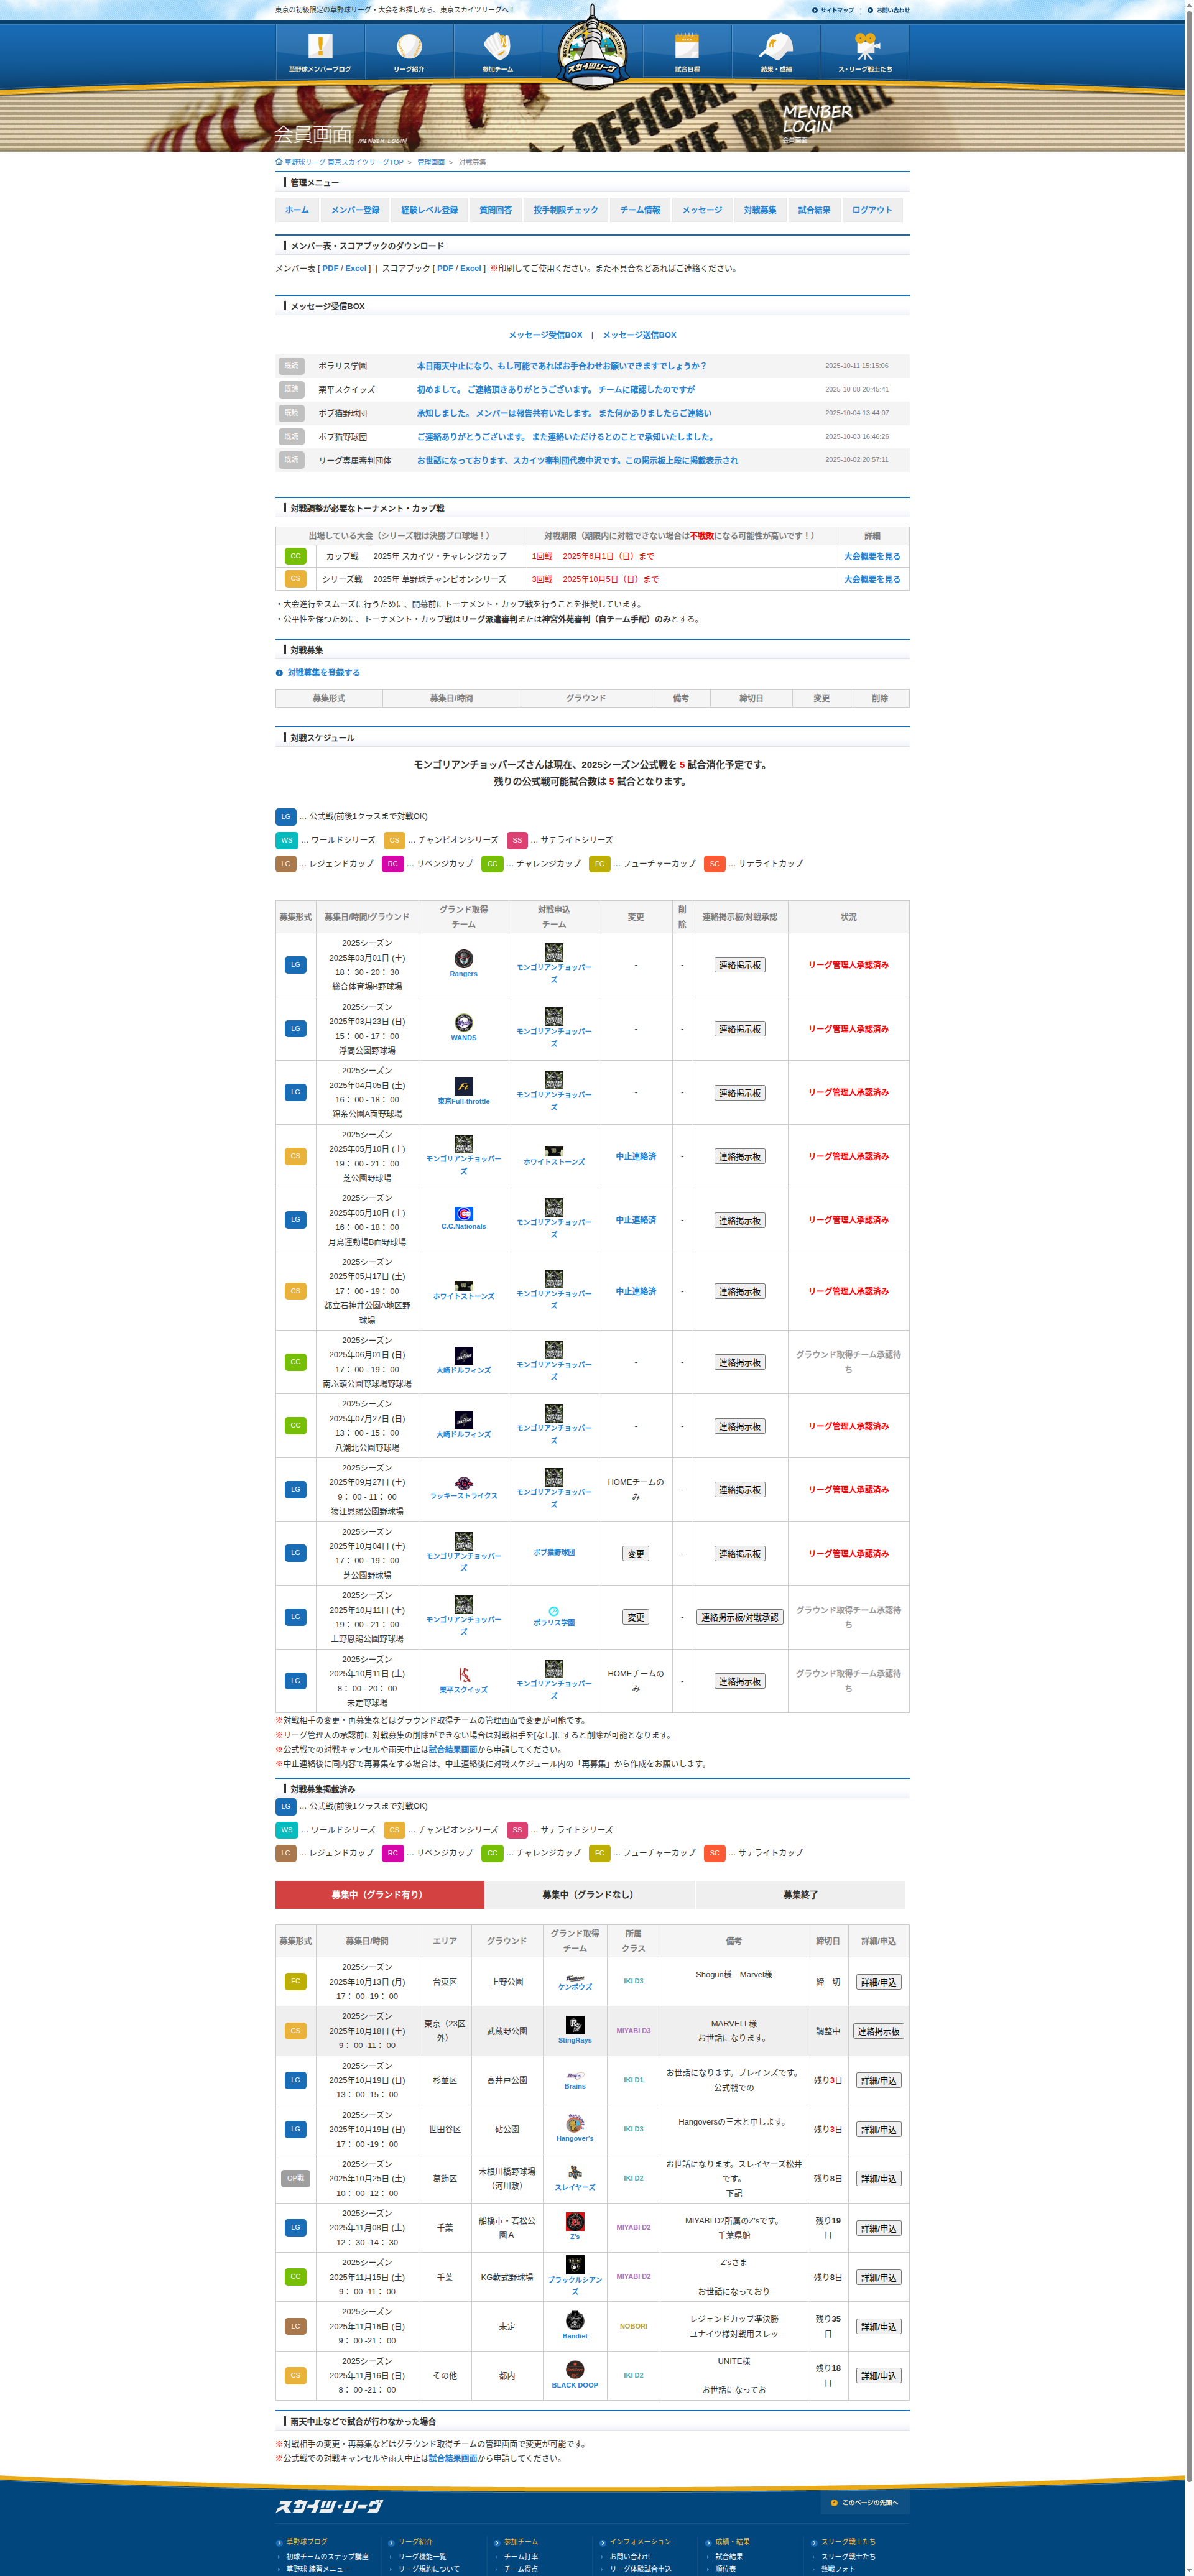 東京の初級限定の草野球リーグ・大会をお探しなら、東京スカイツリーグへ！
サイトマップ
お問い合わせ
草野球メンバーブログ
リーグ紹介
参加チーム
スカイツリーグ
試合日程
結果・成績
ス・リーグ戦士たち
会員画面 MENBER LOGIN
MENBER LOGIN
会員画面
草野球リーグ 東京スカイツリーグTOP > 管理画面 > 対戦募集
管理メニュー
ホーム
メンバー登録
経験レベル登録
質問回答
投手制限チェック
チーム情報
メッセージ
対戦募集
試合結果
ログアウト
メンバー表・スコアブックのダウンロード
メンバー表 [ PDF / Excel ] | スコアブック [ PDF / Excel ] ※印刷してご使用ください。また不具合などあればご連絡ください。
メッセージ受信BOX
メッセージ受信BOX | メッセージ送信BOX
既読 ポラリス学園 本日雨天中止になり、もし可能であればお手合わせお願いできますでしょうか？ 2025-10-11 15:15:06
既読 栗平スクイッズ 初めまして。 ご連絡頂きありがとうございます。 チームに確認したのですが 2025-10-08 20:45:41
既読 ボブ猫野球団 承知しました。 メンバーは報告共有いたします。 また何かありましたらご連絡い 2025-10-04 13:44:07
既読 ボブ猫野球団 ご連絡ありがとうございます。 また連絡いただけるとのことで承知いたしました。 2025-10-03 16:46:26
既読 リーグ専属審判団体 お世話になっております、スカイツ審判団代表中沢です。この掲示板上段に掲載表示され 2025-10-02 20:57:11
対戦調整が必要なトーナメント・カップ戦
出場している大会（シリーズ戦は決勝プロ球場！） 対戦期限（期限内に対戦できない場合は不戦敗になる可能性が高いです！） 詳細
CC カップ戦 2025年 スカイツ・チャレンジカップ 1回戦 2025年6月1日（日）まで 大会概要を見る
CS シリーズ戦 2025年 草野球チャンピオンシリーズ 3回戦 2025年10月5日（日）まで 大会概要を見る
・大会進行をスムーズに行うために、開幕前にトーナメント・カップ戦を行うことを推奨しています。
・公平性を保つために、トーナメント・カップ戦はリーグ派遣審判または神宮外苑審判（自チーム手配）のみとする。
対戦募集
対戦募集を登録する
募集形式 募集日/時間 グラウンド 備考 締切日 変更 削除
対戦スケジュール
モンゴリアンチョッパーズさんは現在、2025シーズン公式戦を 5 試合消化予定です。
残りの公式戦可能試合数は 5 試合となります。
LG … 公式戦(前後1クラスまで対戦OK)
WS … ワールドシリーズ CS … チャンピオンシリーズ SS … サテライトシリーズ
LC … レジェンドカップ RC … リベンジカップ CC … チャレンジカップ FC … フューチャーカップ SC … サテライトカップ
募集形式 募集日/時間/グラウンド グランド取得チーム 対戦申込チーム 変更 削除 連絡掲示板/対戦承認 状況
LG 2025シーズン
2025年03月01日 (土)
18： 30 - 20： 30
総合体育場B野球場
Rangers モンゴリアンチョッパーズ - - 連絡掲示板 リーグ管理人承認済み
LG 2025シーズン
2025年03月23日 (日)
15： 00 - 17： 00
浮間公園野球場
WANDS モンゴリアンチョッパーズ - - 連絡掲示板 リーグ管理人承認済み
LG 2025シーズン
2025年04月05日 (土)
16： 00 - 18： 00
錦糸公園A面野球場
東京Full-throttle モンゴリアンチョッパーズ - - 連絡掲示板 リーグ管理人承認済み
CS 2025シーズン
2025年05月10日 (土)
19： 00 - 21： 00
芝公園野球場
モンゴリアンチョッパーズ ホワイトストーンズ 中止連絡済 - 連絡掲示板 リーグ管理人承認済み
LG 2025シーズン
2025年05月10日 (土)
16： 00 - 18： 00
月島運動場B面野球場
C.C.Nationals モンゴリアンチョッパーズ 中止連絡済 - 連絡掲示板 リーグ管理人承認済み
CS 2025シーズン
2025年05月17日 (土)
17： 00 - 19： 00
都立石神井公園A地区野球場
ホワイトストーンズ モンゴリアンチョッパーズ 中止連絡済 - 連絡掲示板 リーグ管理人承認済み
CC 2025シーズン
2025年06月01日 (日)
17： 00 - 19： 00
南ふ頭公園野球場野球場
大崎ドルフィンズ モンゴリアンチョッパーズ - - 連絡掲示板 グラウンド取得チーム承認待ち
CC 2025シーズン
2025年07月27日 (日)
13： 00 - 15： 00
八潮北公園野球場
大崎ドルフィンズ モンゴリアンチョッパーズ - - 連絡掲示板 リーグ管理人承認済み
LG 2025シーズン
2025年09月27日 (土)
9： 00 - 11： 00
猿江恩賜公園野球場
ラッキーストライクス モンゴリアンチョッパーズ HOMEチームのみ - 連絡掲示板 リーグ管理人承認済み
LG 2025シーズン
2025年10月04日 (土)
17： 00 - 19： 00
芝公園野球場
モンゴリアンチョッパーズ ボブ猫野球団 変更 - 連絡掲示板 リーグ管理人承認済み
LG 2025シーズン
2025年10月11日 (土)
19： 00 - 21： 00
上野恩賜公園野球場
モンゴリアンチョッパーズ ポラリス学園 変更 - 連絡掲示板/対戦承認 グラウンド取得チーム承認待ち
LG 2025シーズン
2025年10月11日 (土)
8： 00 - 20： 00
未定野球場
栗平スクイッズ モンゴリアンチョッパーズ HOMEチームのみ - 連絡掲示板 グラウンド取得チーム承認待ち
※対戦相手の変更・再募集などはグラウンド取得チームの管理画面で変更が可能です。
※リーグ管理人の承認前に対戦募集の削除ができない場合は対戦相手を[なし]にすると削除が可能となります。
※公式戦での対戦キャンセルや雨天中止は試合結果画面から申請してください。
※中止連絡後に同内容で再募集をする場合は、中止連絡後に対戦スケジュール内の「再募集」から作成をお願いします。
対戦募集掲載済み
LG … 公式戦(前後1クラスまで対戦OK)
WS … ワールドシリーズ CS … チャンピオンシリーズ SS … サテライトシリーズ
LC … レジェンドカップ RC … リベンジカップ CC … チャレンジカップ FC … フューチャーカップ SC … サテライトカップ
募集中（グランド有り） 募集中（グランドなし） 募集終了
募集形式 募集日/時間 エリア グラウンド グランド取得チーム 所属クラス 備考 締切日 詳細/申込
FC 2025シーズン
2025年10月13日 (月)
17： 00 -19： 00
台東区 上野公園 ケンボウズ IKI D3 Shogun様　Marvel様 締　切 詳細/申込
CS 2025シーズン
2025年10月18日 (土)
9： 00 -11： 00
東京（23区外） 武蔵野公園 StingRays MIYABI D3 MARVELL様
お世話になります。 調整中 連絡掲示板
LG 2025シーズン
2025年10月19日 (日)
13： 00 -15： 00
杉並区 高井戸公園 Brains IKI D1 お世話になります。ブレインズです。
公式戦での 残り3日 詳細/申込
LG 2025シーズン
2025年10月19日 (日)
17： 00 -19： 00
世田谷区 砧公園 Hangover's IKI D3 Hangoversの三木と申します。 残り3日 詳細/申込
OP戦 2025シーズン
2025年10月25日 (土)
10： 00 -12： 00
葛飾区 木根川橋野球場（河川敷） スレイヤーズ IKI D2 お世話になります。スレイヤーズ松井です。
下記 残り8日 詳細/申込
LG 2025シーズン
2025年11月08日 (土)
12： 30 -14： 30
千葉 船橋市・若松公園Ａ Z's MIYABI D2 MIYABI D2所属のZ'sです。
千葉県船 残り19日 詳細/申込
CC 2025シーズン
2025年11月15日 (土)
9： 00 -11： 00
千葉 KG軟式野球場 ブラックルシアンズ MIYABI D2 Z'sさま
お世話になっており 残り8日 詳細/申込
LC 2025シーズン
2025年11月16日 (日)
9： 00 -21： 00
未定 Bandiet NOBORI レジェンドカップ準決勝
ユナイツ様対戦用スレッ 残り35日 詳細/申込
CS 2025シーズン
2025年11月16日 (日)
8： 00 -21： 00
その他 都内 BLACK DOOP IKI D2 UNITE様
お世話になってお 残り18日 詳細/申込
雨天中止などで試合が行わなかった場合
※対戦相手の変更・再募集などはグラウンド取得チームの管理画面で変更が可能です。
※公式戦での対戦キャンセルや雨天中止は試合結果画面から申請してください。
スカイツ・リーグ
このページの先頭へ
草野球ブログ リーグ紹介 参加チーム インフォメーション 成績・結果 スリーグ戦士たち
初球チームのステップ講座 リーグ機能一覧 チーム打率 お問い合わせ 試合結果 スリーグ戦士たち
草野球 練習メニュー リーグ規約について チーム得点 リーグ体験試合申込 順位表 熱戦フォト